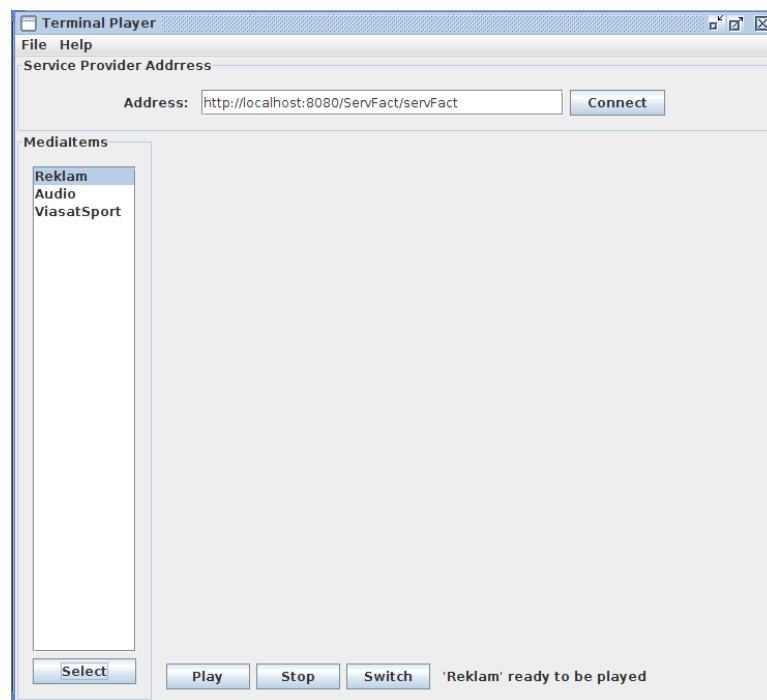 Terminal Player
File Help
Service Provider Addrress
Address: http://localhost:8080/ServFact/servFact Connect
MediaItems
Reklam
Audio
ViasatSport
Select
Play Stop Switch 'Reklam' ready to be played